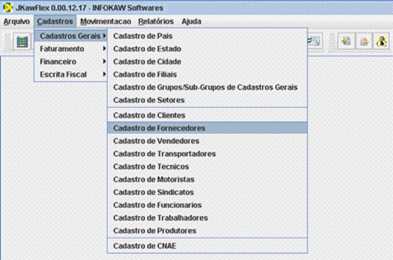 JKawFlex 0.00.12.17 - INFOKAW Softwares
Arquivo Cadastros Movimentacao Relatórios Ajuda
Cadastros Gerais
Faturamento
Financeiro
Escrita Fiscal
Cadastro de Pais
Cadastro de Estado
Cadastro de Cidade
Cadastro de Filiais
Cadastro de Grupos/Sub-Grupos de Cadastros Gerais
Cadastro de Setores
Cadastro de Clientes
Cadastro de Fornecedores
Cadastro de Vendedores
Cadastro de Transportadores
Cadastro de Tecnicos
Cadastro de Motoristas
Cadastro de Sindicatos
Cadastro de Funcionarios
Cadastro de Trabalhadores
Cadastro de Produtores
Cadastro de CNAE